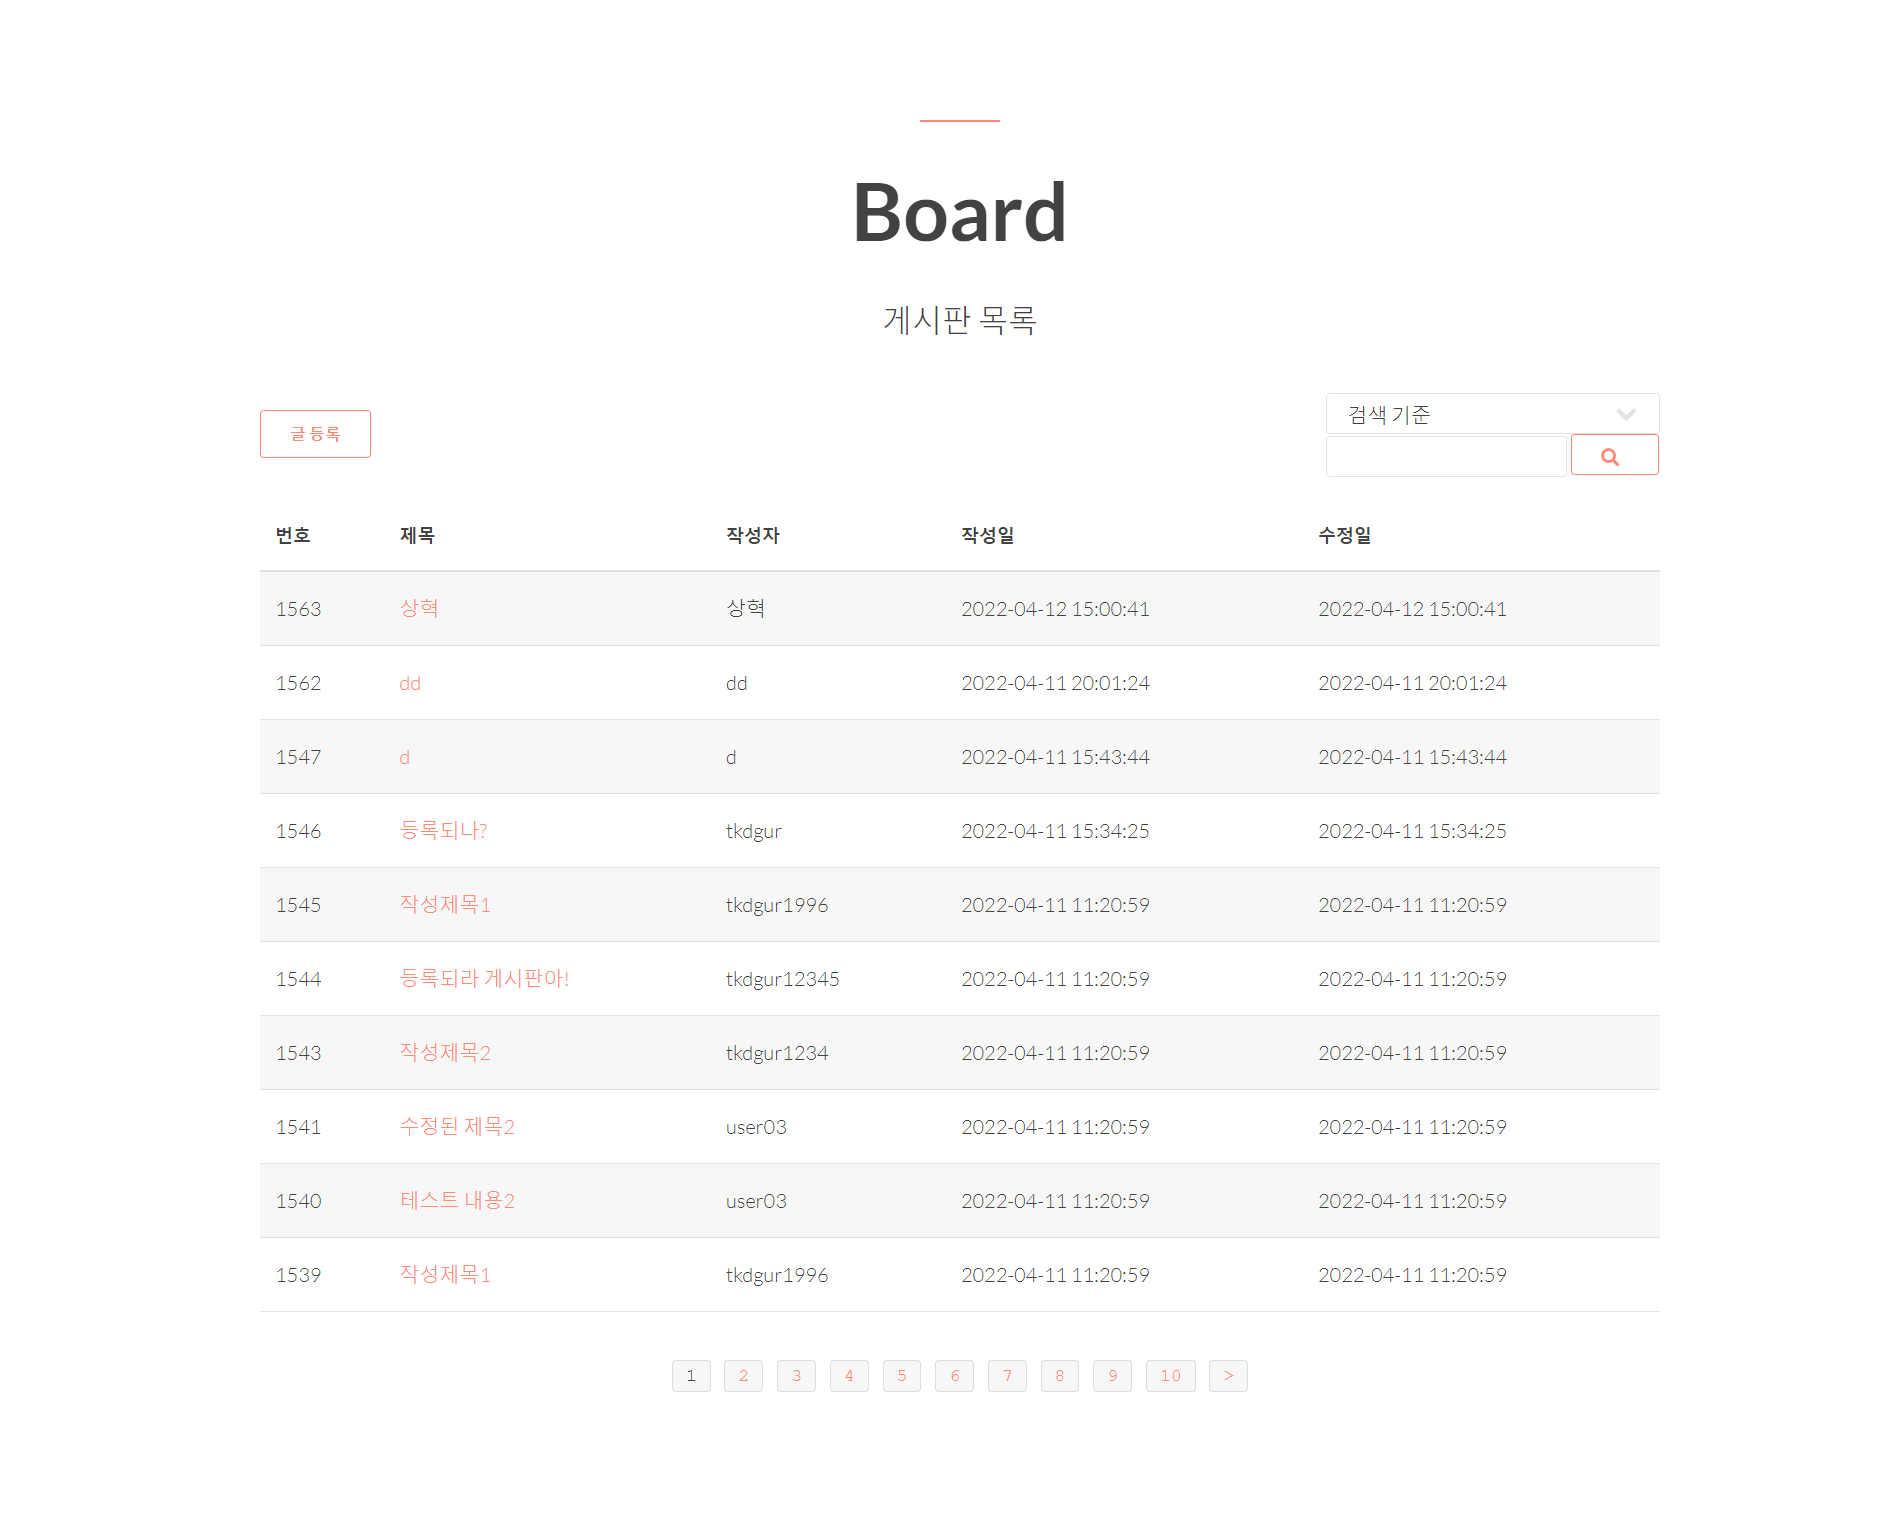 Board
게시판 목록
글 등록
검색 기준
번호 제목 작성자 작성일 수정일
1563 상혁 상혁 2022-04-12 15:00:41 2022-04-12 15:00:41
1562 dd dd 2022-04-11 20:01:24 2022-04-11 20:01:24
1547 d d 2022-04-11 15:43:44 2022-04-11 15:43:44
1546 등록되나? tkdgur 2022-04-11 15:34:25 2022-04-11 15:34:25
1545 작성제목1 tkdgur1996 2022-04-11 11:20:59 2022-04-11 11:20:59
1544 등록되라 게시판아! tkdgur12345 2022-04-11 11:20:59 2022-04-11 11:20:59
1543 작성제목2 tkdgur1234 2022-04-11 11:20:59 2022-04-11 11:20:59
1541 수정된 제목2 user03 2022-04-11 11:20:59 2022-04-11 11:20:59
1540 테스트 내용2 user03 2022-04-11 11:20:59 2022-04-11 11:20:59
1539 작성제목1 tkdgur1996 2022-04-11 11:20:59 2022-04-11 11:20:59
1 2 3 4 5 6 7 8 9 10 >